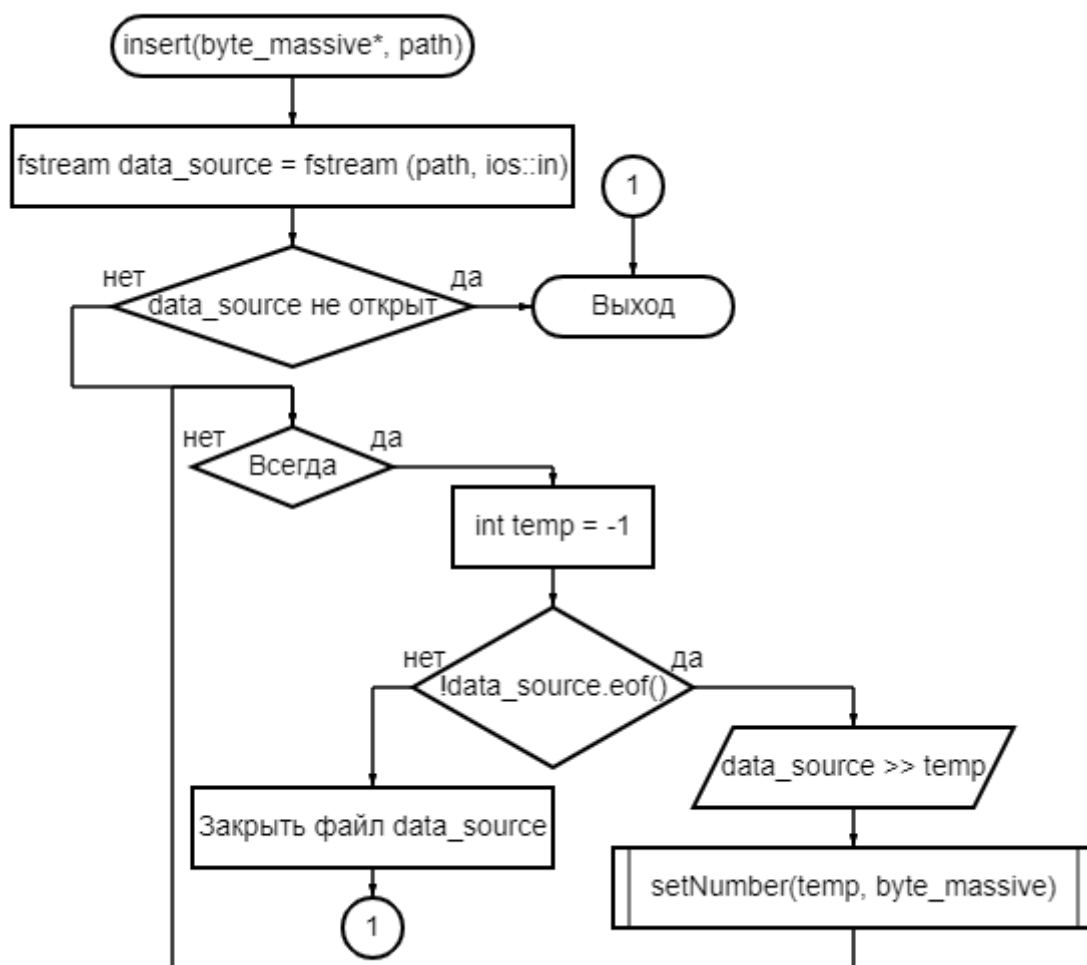 insert(byte_massive*, path)
fstream data_source = fstream (path, ios::in)
1
нет
да
data_source не открыт
Выход
нет
да
Всегда
int temp = -1
нет
да
!data_source.eof()
data_source >> temp
Закрыть файл data_source
setNumber(temp, byte_massive)
1